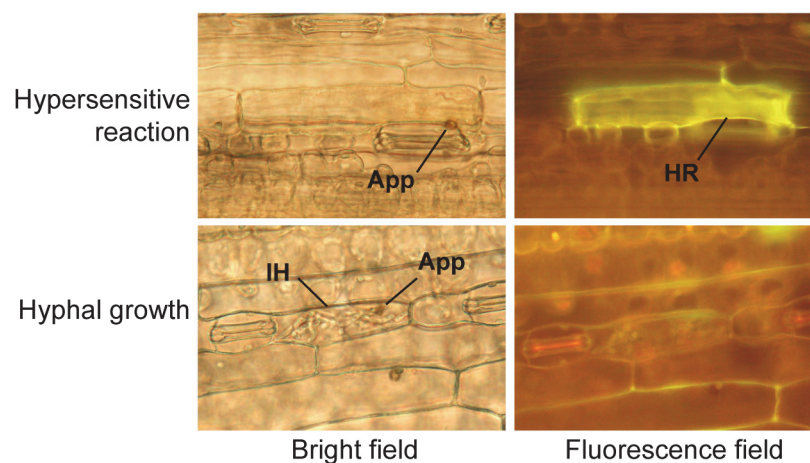 Hypersensitive
reaction
App
HR
IH
App
Hyphal growth
Bright field
Fluorescence field